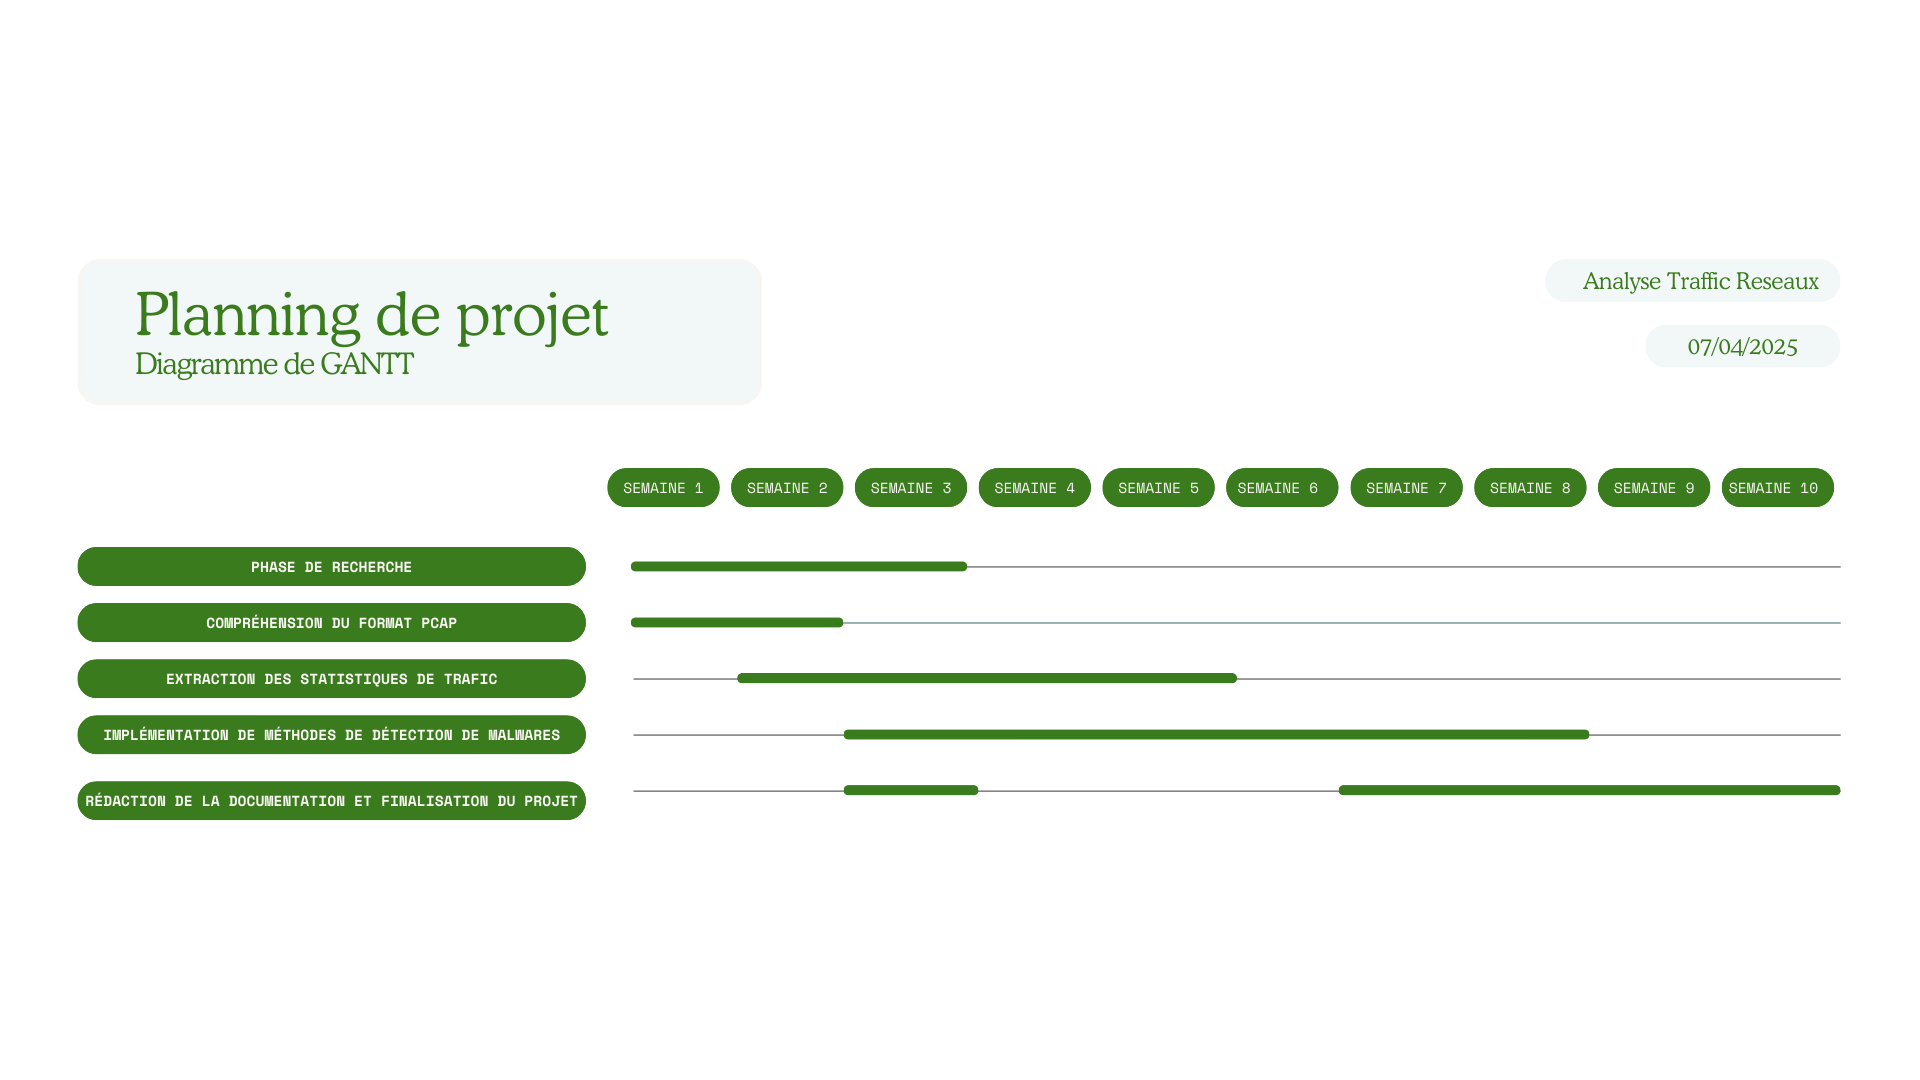 Planning de projet
Diagramme de GANTT
Analyse Traffic Reseaux
07/04/2025
SEMAINE 1 SEMAINE 2 SEMAINE 3 SEMAINE 4 SEMAINE 5 SEMAINE 6 SEMAINE 7 SEMAINE 8 SEMAINE 9 SEMAINE 10
PHASE DE RECHERCHE
COMPRÉHENSION DU FORMAT PCAP
EXTRACTION DES STATISTIQUES DE TRAFIC
IMPLÉMENTATION DE MÉTHODES DE DÉTECTION DE MALWARES
RÉDACTION DE LA DOCUMENTATION ET FINALISATION DU PROJET